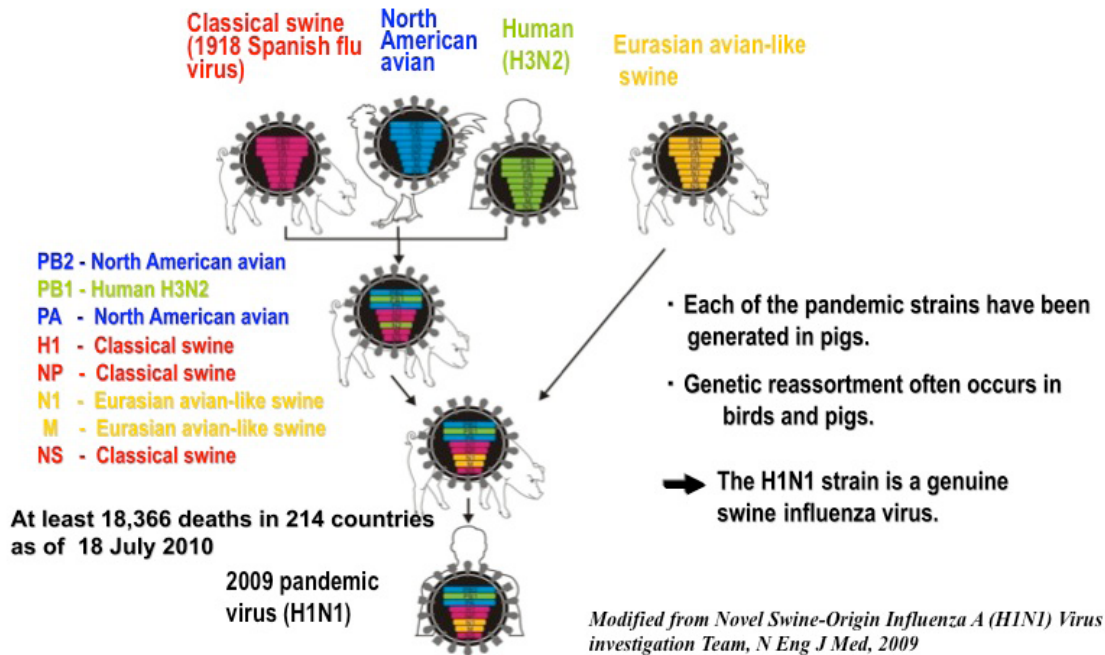 Classical swine
(1918 Spanish flu
virus)
North
American
avian
Human
(H3N2)
Eurasian avian-like
swine
PB2 - North American avian
PB1 - Human H3N2
PA - North American avian
H1 - Classical swine
NP - Classical swine
N1 - Eurasian avian-like swine
M - Eurasian avian-like swine
NS - Classical swine
· Each of the pandemic strains have been
generated in pigs.
· Genetic reassortment often occurs in
birds and pigs.
The H1N1 strain is a genuine
swine influenza virus.
At least 18,366 deaths in 214 countries
as of 18 July 2010
2009 pandemic
virus (H1N1)
Modified from Novel Swine-Origin Influenza A (H1N1) Virus
investigation Team, N Eng J Med, 2009